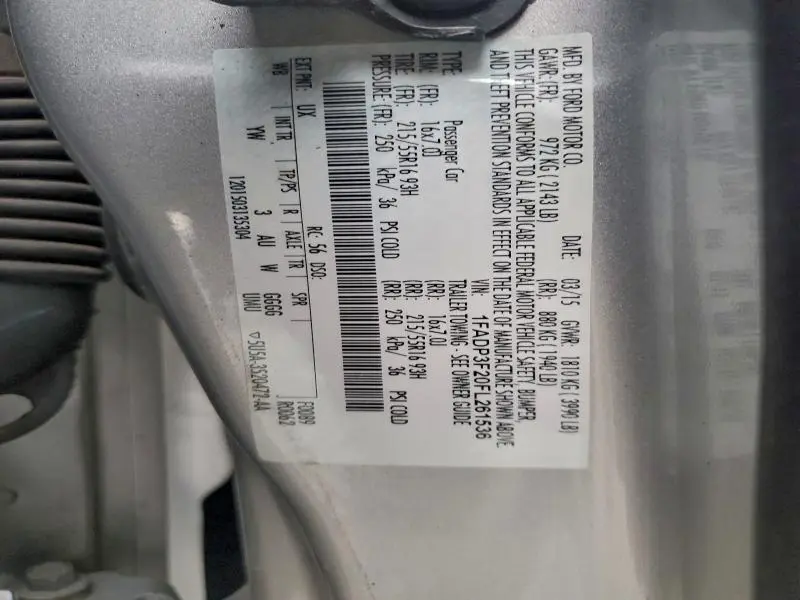 MFD. BY FORD MOTOR CO.
DATE: 03/15 GVWR: 1810 KG ( 3990 LB)
GAWR: (FR): 972 KG ( 2143 LB) (RR): 880 KG ( 1940 LB)
THIS VEHICLE CONFORMS TO ALL APPLICABLE FEDERAL MOTOR VEHICLE SAFETY, BUMPER,
AND THEFT PREVENTION STANDARDS IN EFFECT ON THE DATE OF MANUFACTURE SHOWN ABOVE
VIN: 1FADP3F20FL261536
TYPE: Passenger Car TRAILER TOWING - SEE OWNER GUIDE
RIM: (FR): 16x7.0J (RR): 16x7.0J
TIRE: (FR): 215/55R16 93H (RR): 215/55R16 93H
PRESSURE: (FR): 250 kPa/ 36 PSI COLD (RR): 250 kPa/ 36 PSI COLD
EXT PNT: UX RC: 56 DSO: F0089
WB INT TR TP/PS R AXLE TR SPR B0062
YW 3 AU W GGGG
1201503135304 UMU ▽5U5A-3520472-AA